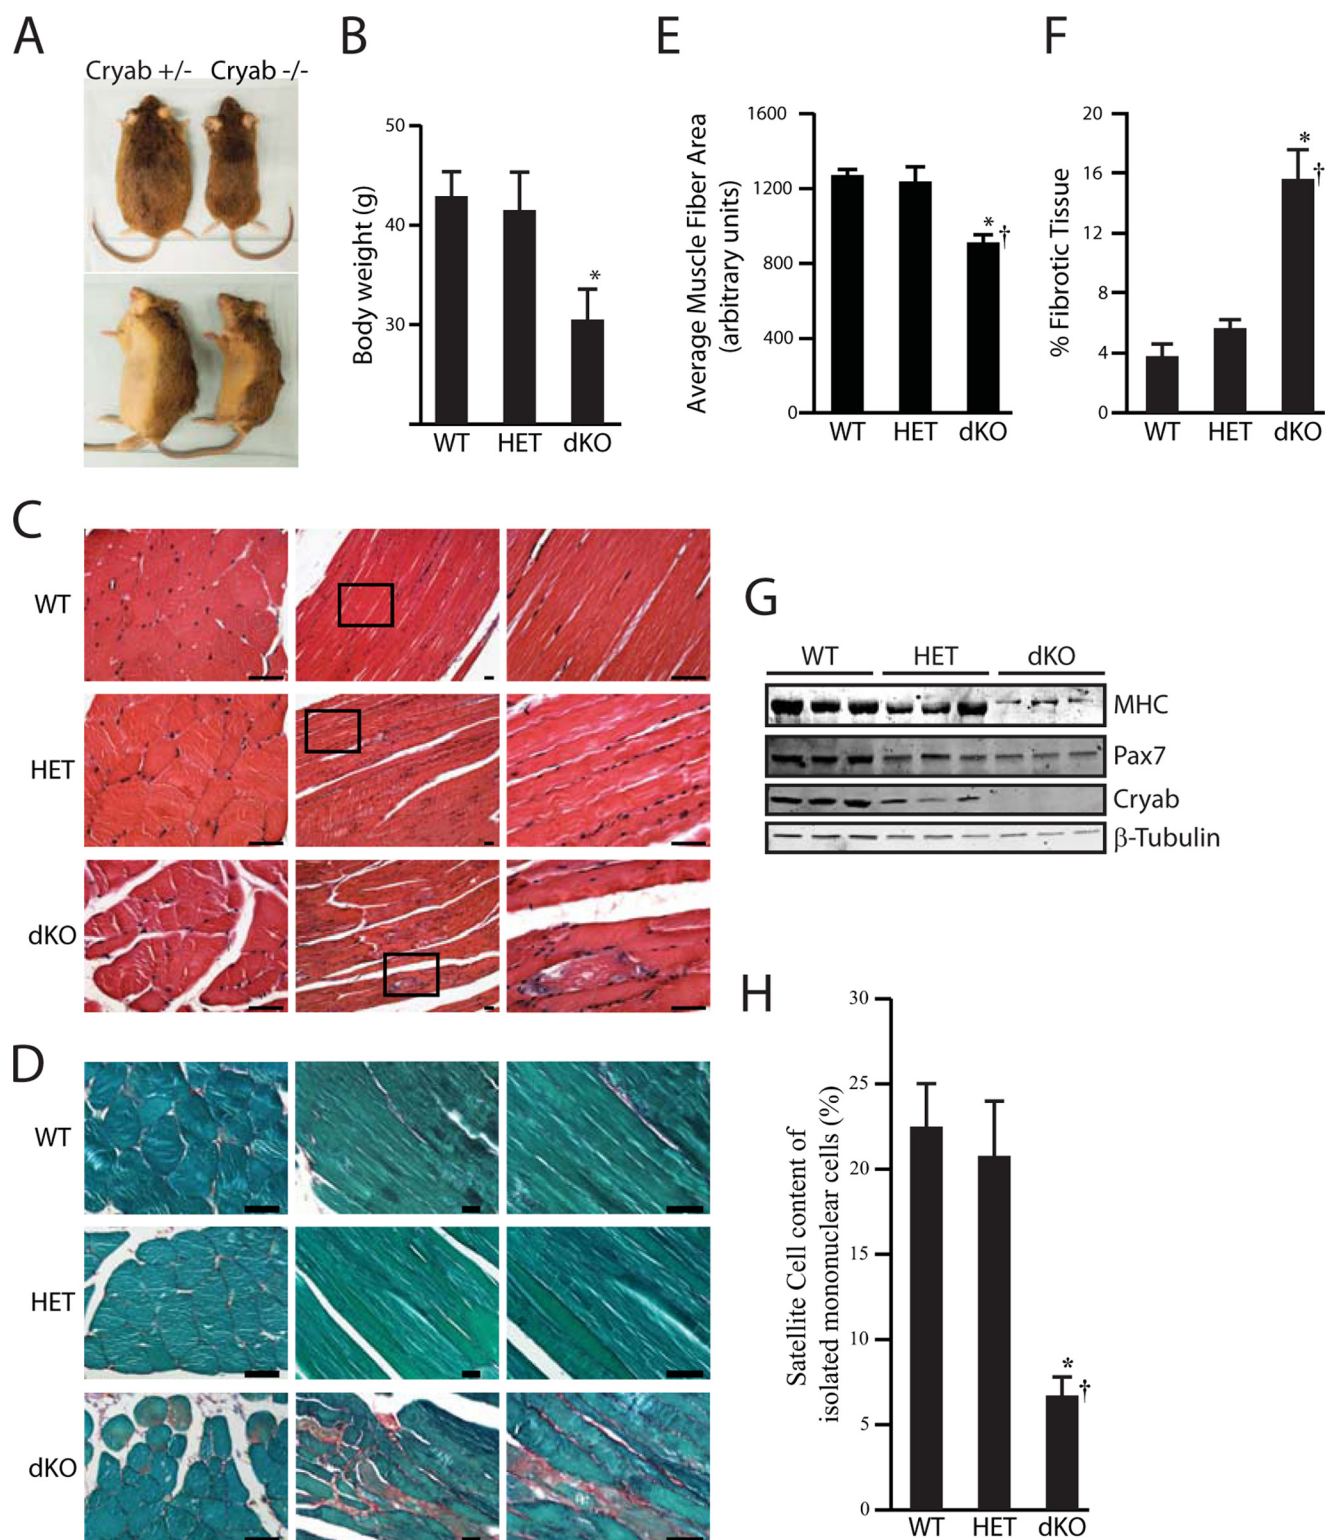 A
Cryab +/-
Cryab -/-
B
Body weight (g)
50
40
30
WT
HET
dKO
*
E
Average Muscle Fiber Area
(arbitrary units)
1600
1200
800
400
0
WT
HET
dKO
*
†
F
% Fibrotic Tissue
20
16
12
8
4
0
WT
HET
dKO
*
†
C
WT
HET
dKO
D
WT
HET
dKO
G
WT
HET
dKO
MHC
Pax7
Cryab
β-Tubulin
H
Satellite Cell content of
isolated mononuclear cells (%)
30
25
20
15
10
5
0
WT
HET
dKO
*
†